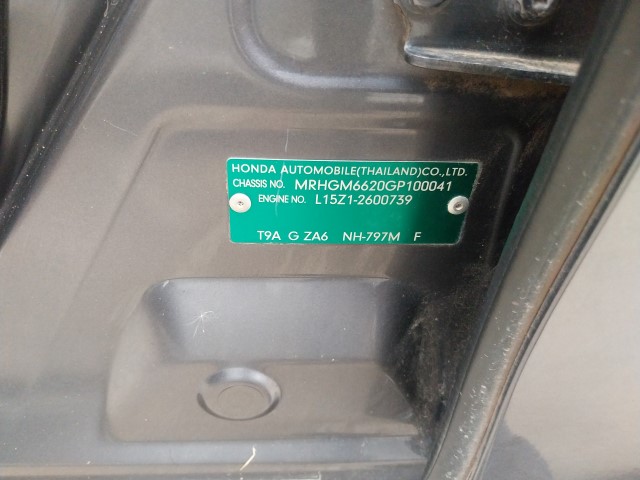 HONDA AUTOMOBILE(THAILAND)CO.,LTD.
CHASSIS NO. MRHGM6620GP100041
ENGINE NO. L15Z1-2600739
T9A G ZA6 NH-797M F